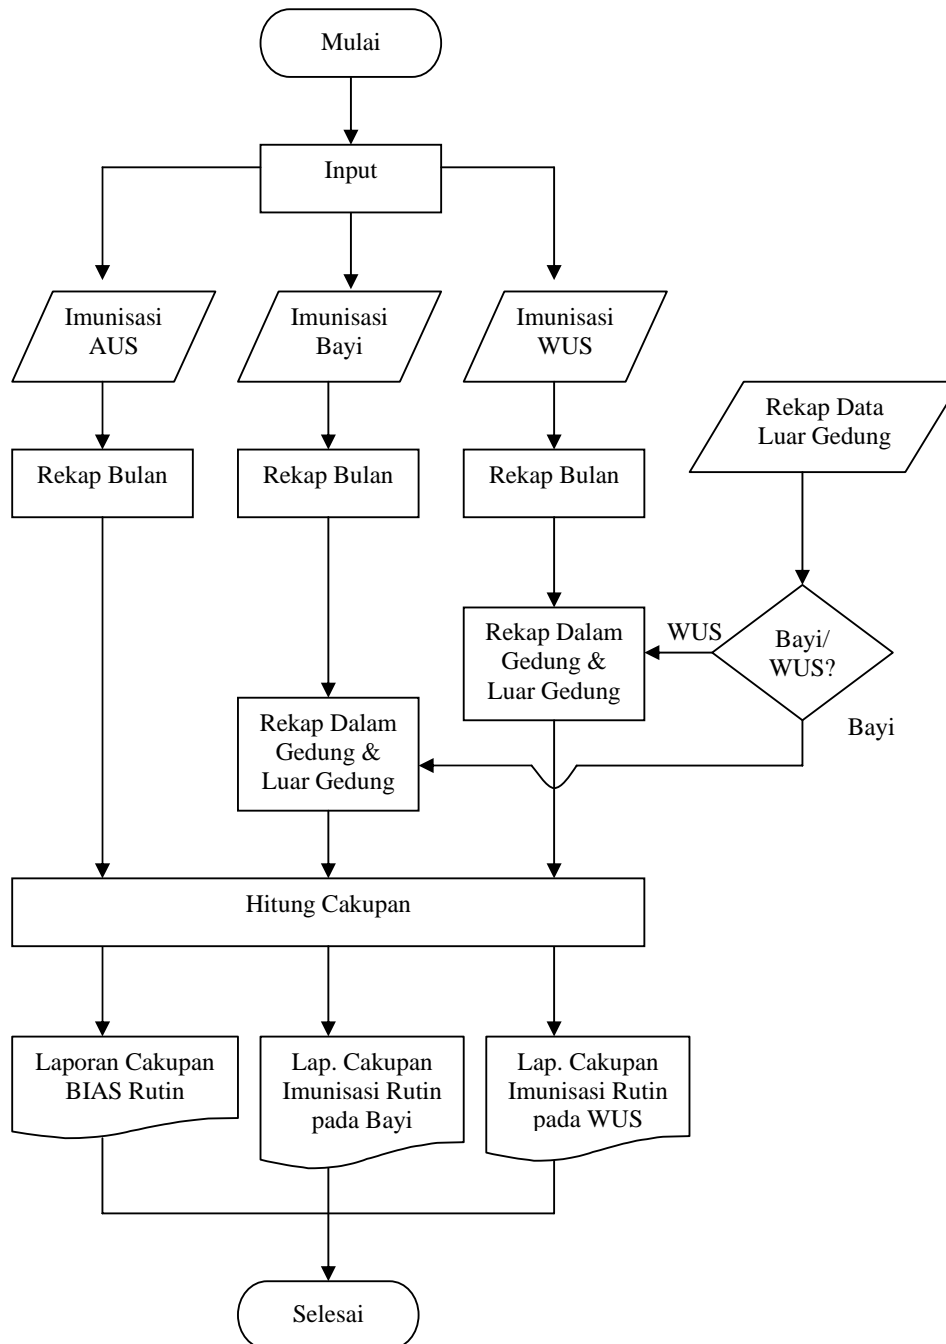 Mulai
Input
Imunisasi
AUS
Imunisasi
Bayi
Imunisasi
WUS
Rekap Data
Luar Gedung
Rekap Bulan
Rekap Bulan
Rekap Bulan
Rekap Dalam
Gedung &
Luar Gedung
WUS
Bayi/
WUS?
Bayi
Rekap Dalam
Gedung &
Luar Gedung
Hitung Cakupan
Laporan Cakupan
BIAS Rutin
Lap. Cakupan
Imunisasi Rutin
pada Bayi
Lap. Cakupan
Imunisasi Rutin
pada WUS
Selesai